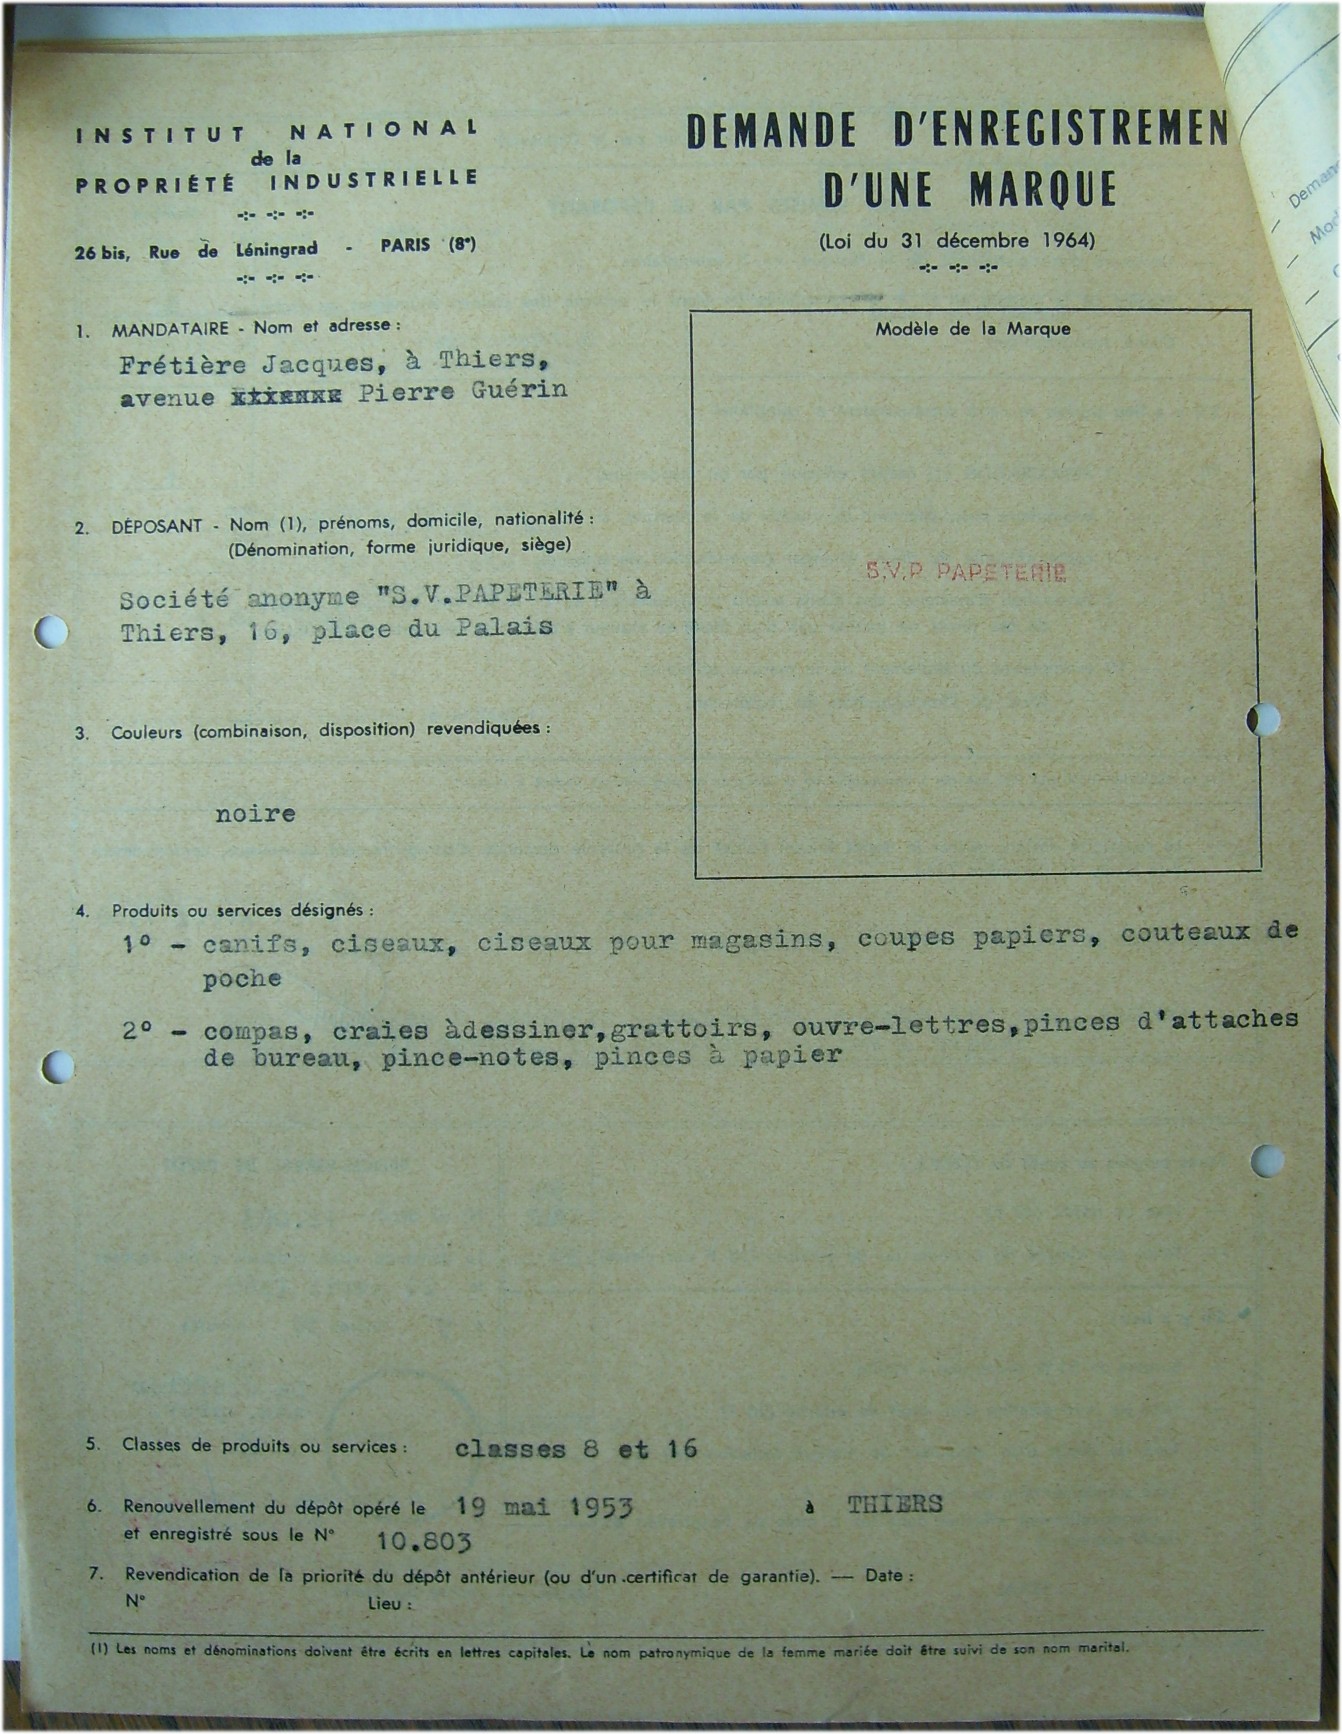 INSTITUT NATIONAL
de la
PROPRIÉTÉ INDUSTRIELLE
-:- -:- -:-
26 bis, Rue de Léningrad - PARIS (8e)
-:- -:- -:-
DEMANDE D'ENREGISTREMEN
D'UNE MARQUE
(Loi du 31 décembre 1964)
-:- -:- -:-
Deman
Mod
1. MANDATAIRE - Nom et adresse :
Frétière Jacques, à Thiers,
avenue Pierre Guérin
Modèle de la Marque
S.V.P PAPETERIE
2. DÉPOSANT - Nom (1), prénoms, domicile, nationalité :
(Dénomination, forme juridique, siège)
Société anonyme "S.V.PAPETERIE" à
Thiers, 16, place du Palais
3. Couleurs (combinaison, disposition) revendiquées :
noire
4. Produits ou services désignés :
1° - canifs, ciseaux, ciseaux pour magasins, coupes papiers, couteaux de
poche
2° - compas, craies àdessiner,grattoirs, ouvre-lettres,pinces d'attaches
de bureau, pince-notes, pinces à papier
5. Classes de produits ou services : classes 8 et 16
6. Renouvellement du dépôt opéré le 19 mai 1953 à THIERS
et enregistré sous le N° 10.803
7. Revendication de la priorité du dépôt antérieur (ou d'un certificat de garantie). — Date :
N° Lieu :
(1) Les noms et dénominations doivent être écrits en lettres capitales. Le nom patronymique de la femme mariée doit être suivi de son nom marital.